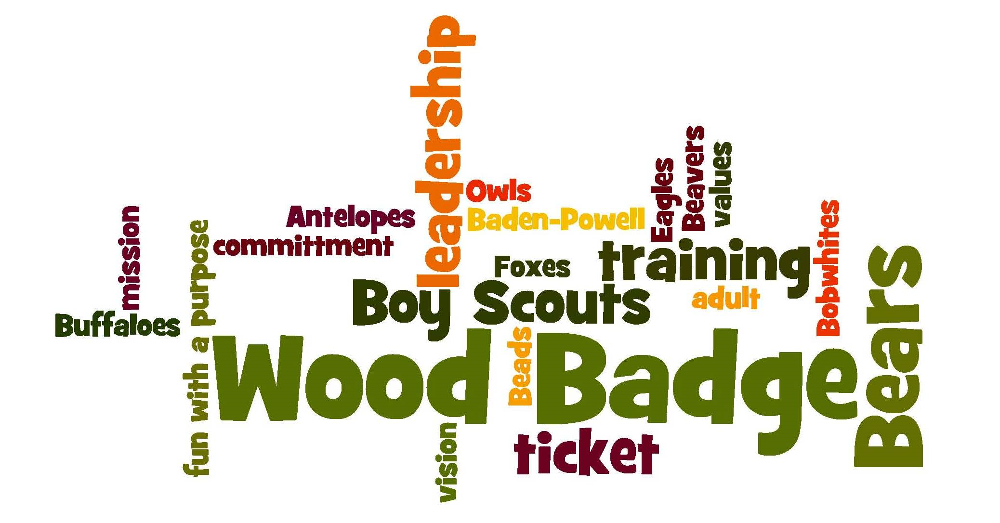 leadership
Owls
Eagles
Beavers
values
Antelopes
Baden-Powell
mission
fun with a purpose
committment
Foxes
training
Bobwhites
Bears
Boy Scouts
adult
Buffaloes
Wood Badge
Beads
vision
ticket